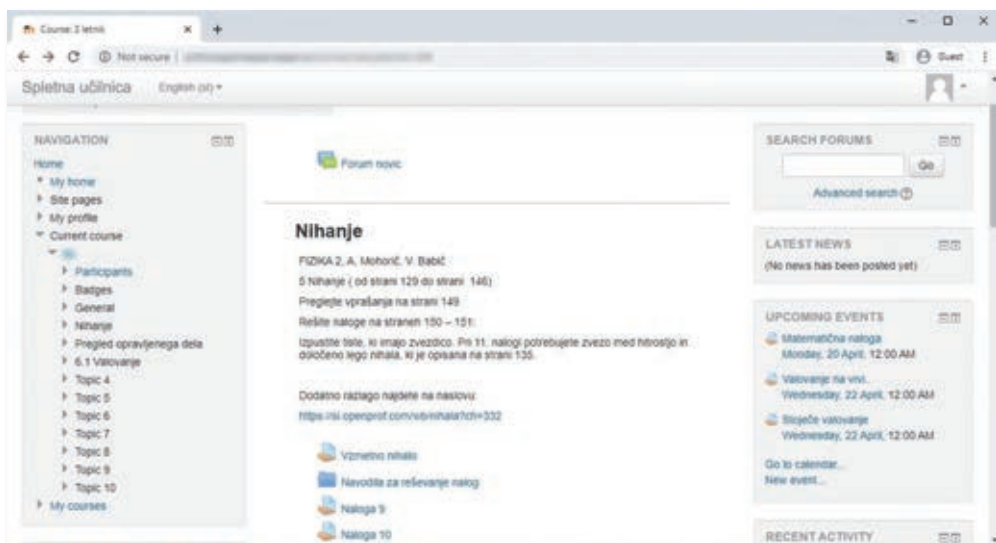 Course: 2 letnik
Not secure
Guest
Spletna učilnica
English (sl)
NAVIGATION
Home
My home
Site pages
My profile
Current course
Participants
Badges
General
Nihanje
Pregled opravljenega dela
6.1 Valovanje
Topic 4
Topic 5
Topic 6
Topic 7
Topic 8
Topic 9
Topic 10
My courses
Forum novic
Nihanje
FIZIKA 2, A. Mohorič, V. Babič
5 Nihanje ( od strani 129 do strani 146)
Preglejte vprašanja na strani 149
Rešite naloge na straneh 150 – 151:
Izpustite tiste, ki imajo zvezdico. Pri 11. nalogi potrebujete zvezo med hitrostjo in
določeno lego nihala, ki je opisana na strani 135.
Dodatno razlago najdete na naslovu:
Vzmetno nihalo
Navodila za reševanje nalog
Naloga 9
Naloga 10
SEARCH FORUMS
Go
Advanced search
LATEST NEWS
(No news has been posted yet)
UPCOMING EVENTS
Matematična naloga
Monday, 20 April, 12:00 AM
Valovanje na vrvi
Wednesday, 22 April, 12:00 AM
Stoječe valovanje
Wednesday, 22 April, 12:00 AM
Go to calendar...
New event...
RECENT ACTIVITY